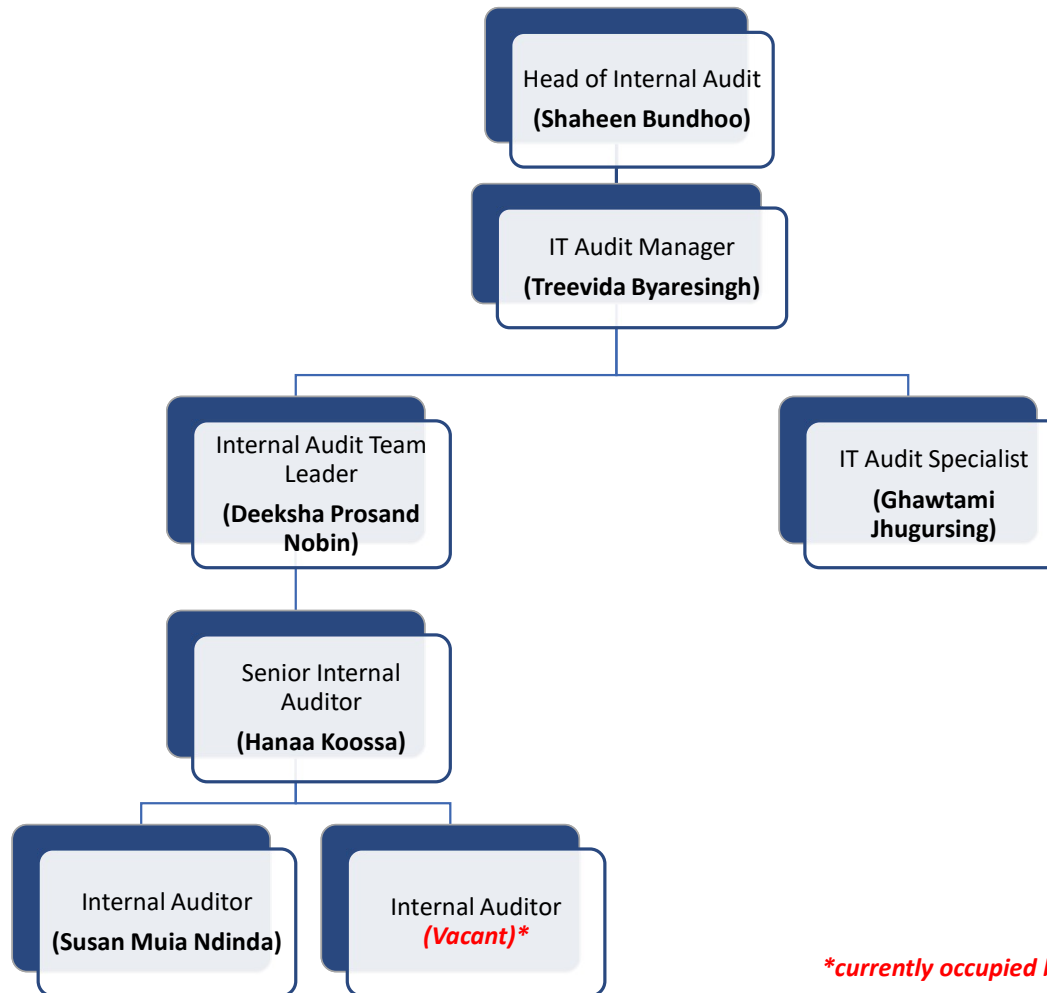 Head of Internal Audit
(Shaheen Bundhoo)
IT Audit Manager
(Treevida Byaresingh)
Internal Audit Team
Leader
(Deeksha Prosand
Nobin)
IT Audit Specialist
(Ghawtami
Jhugursing)
Senior Internal
Auditor
(Hanaa Koossa)
Internal Auditor
(Susan Muia Ndinda)
Internal Auditor
(Vacant)*
*currently occupied